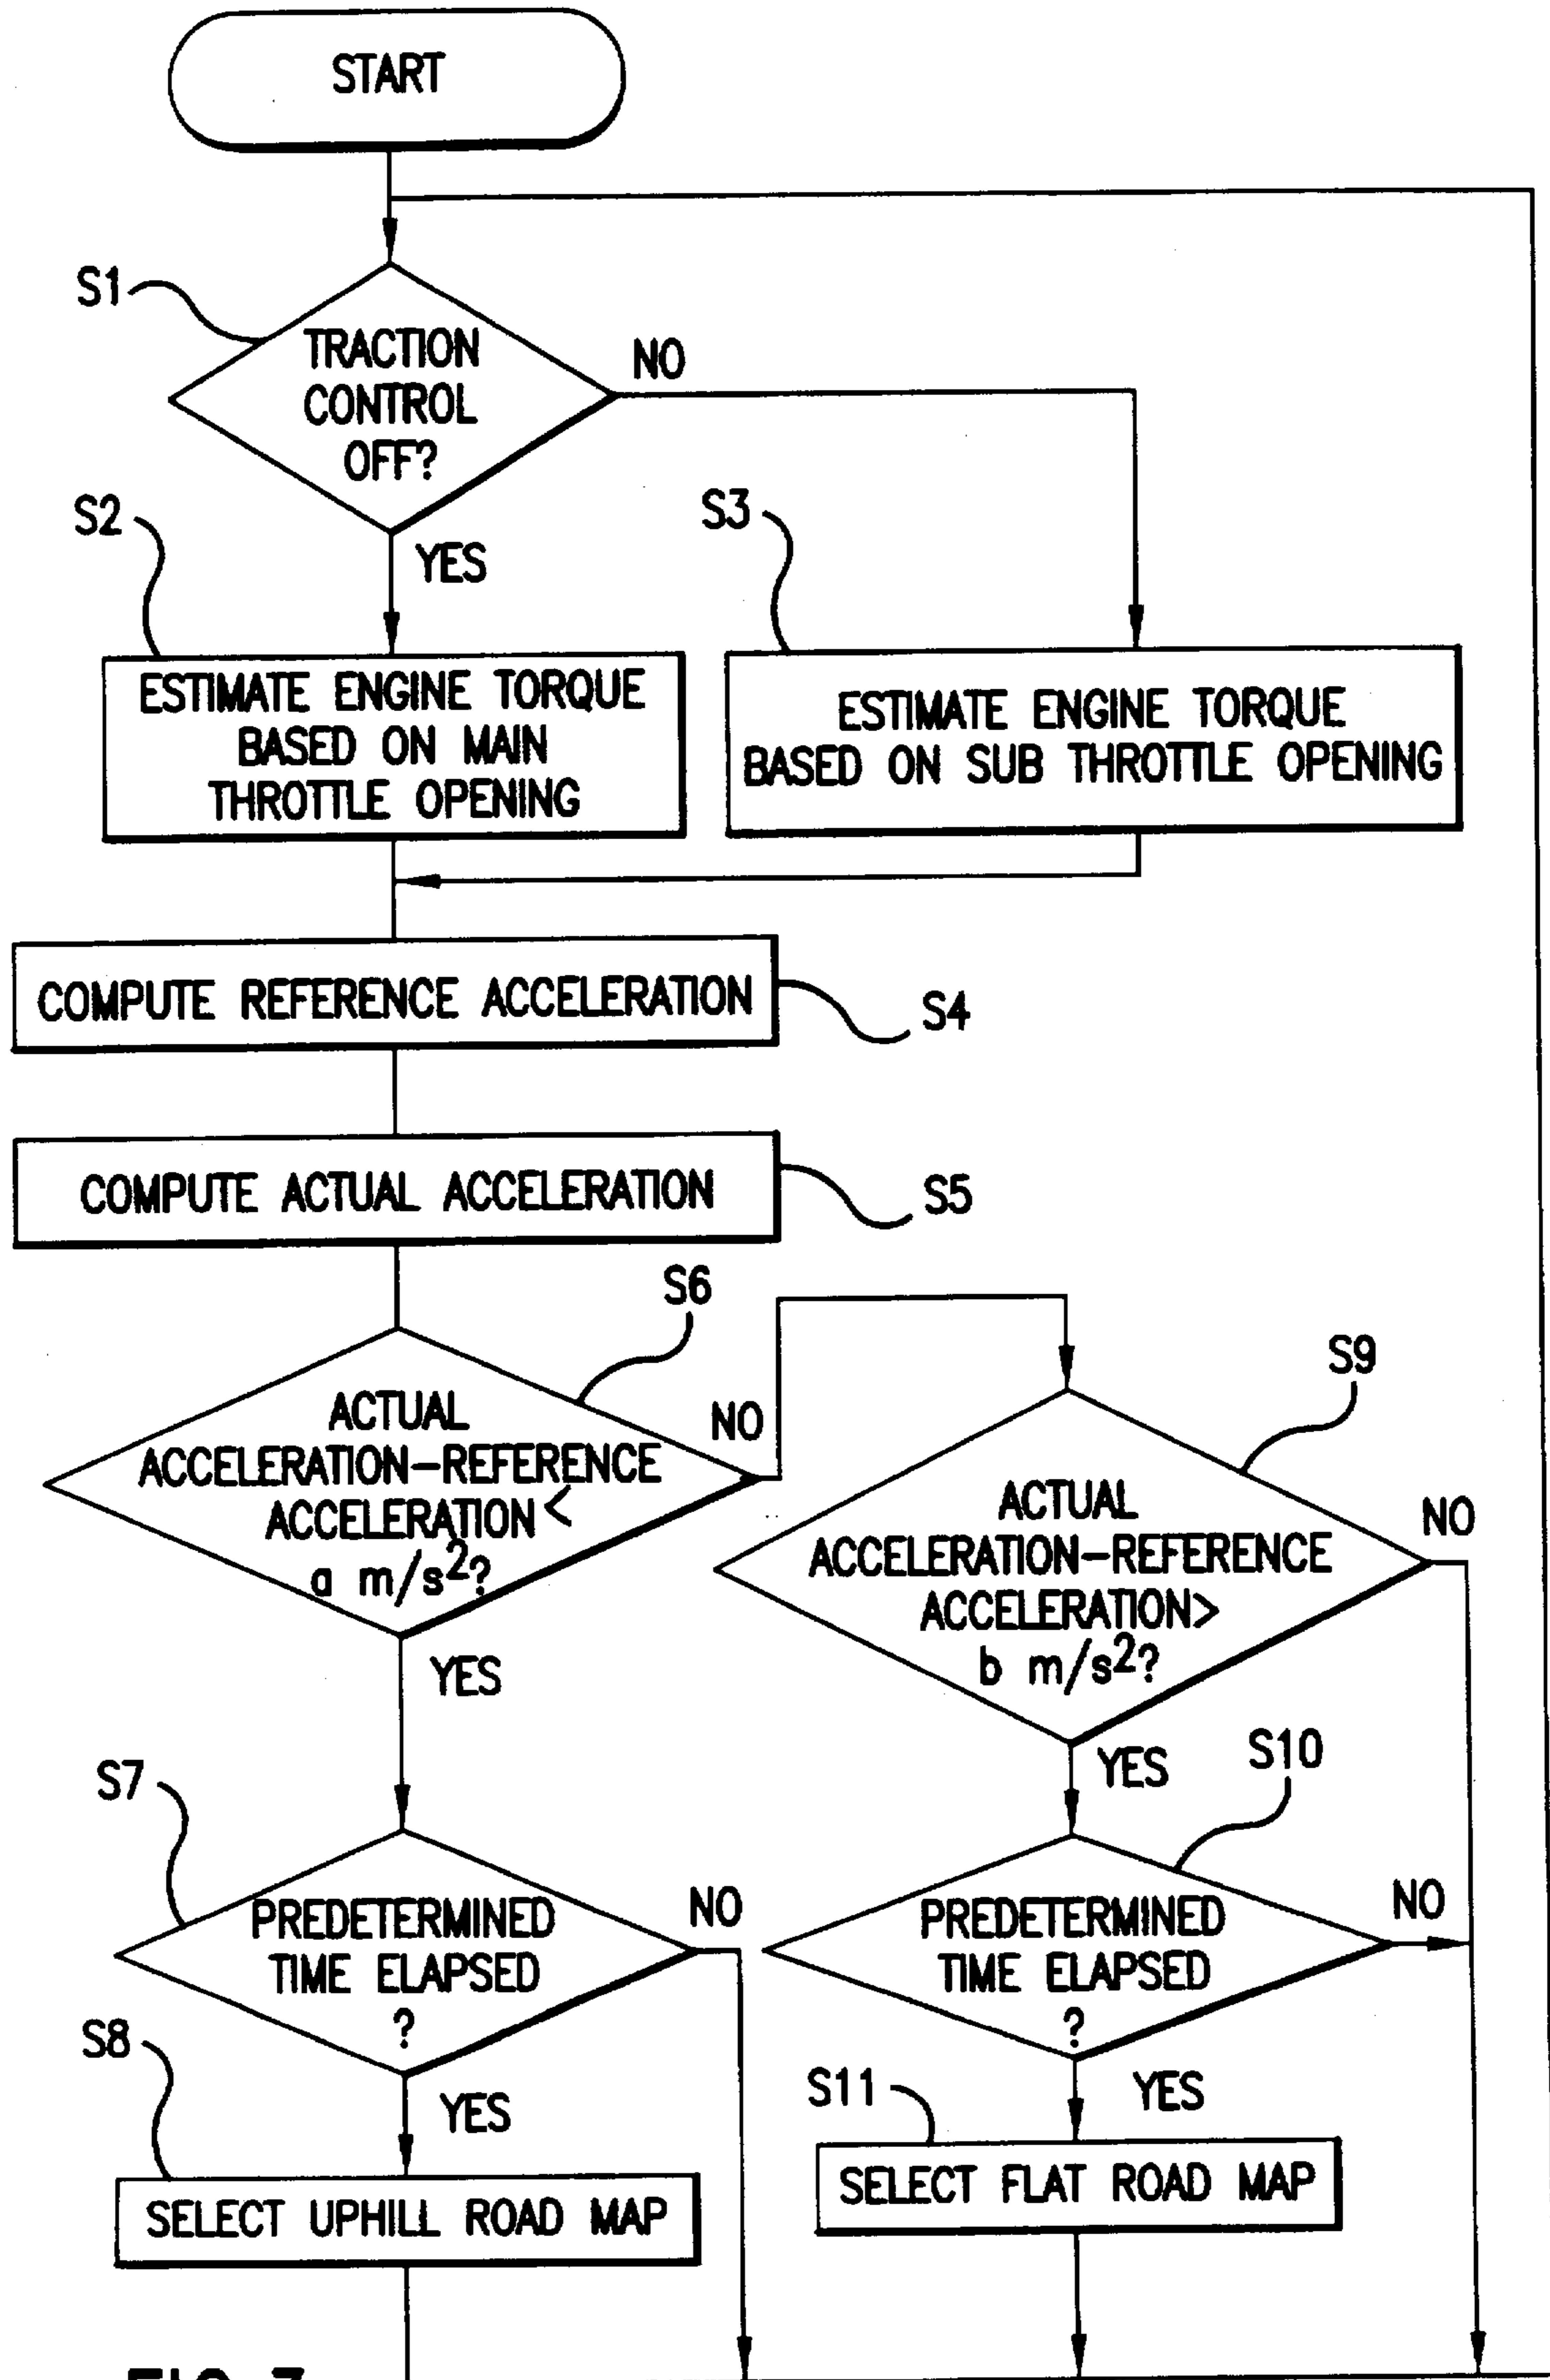 START
S1
TRACTION
CONTROL
OFF?
NO
YES
S2
ESTIMATE ENGINE TORQUE
BASED ON MAIN
THROTTLE OPENING
S3
ESTIMATE ENGINE TORQUE
BASED ON SUB THROTTLE OPENING
COMPUTE REFERENCE ACCELERATION
S4
COMPUTE ACTUAL ACCELERATION
S5
S6
ACTUAL
ACCELERATION-REFERENCE
ACCELERATION<
a m/s²?
NO
YES
S9
ACTUAL
ACCELERATION-REFERENCE
ACCELERATION>
b m/s²?
NO
YES
S7
PREDETERMINED
TIME ELAPSED
?
NO
YES
S10
PREDETERMINED
TIME ELAPSED
?
NO
YES
S8
SELECT UPHILL ROAD MAP
S11
SELECT FLAT ROAD MAP